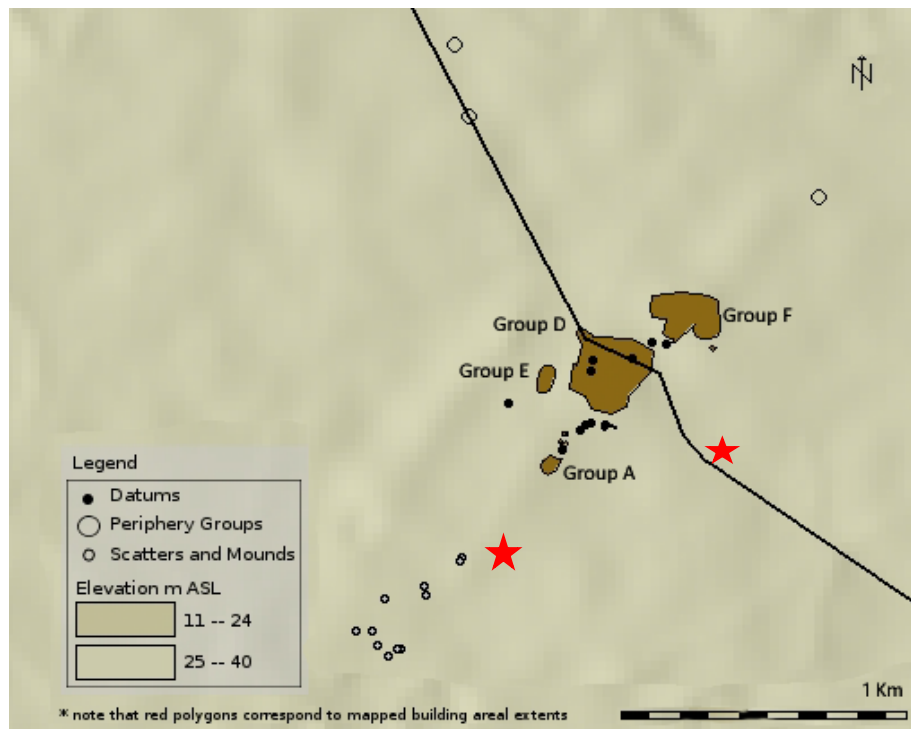 N
Group F
Group D
Group E
Group A
Legend
Datums
Periphery Groups
Scatters and Mounds
Elevation m ASL
11 -- 24
25 -- 40
1 Km
* note that red polygons correspond to mapped building areal extents